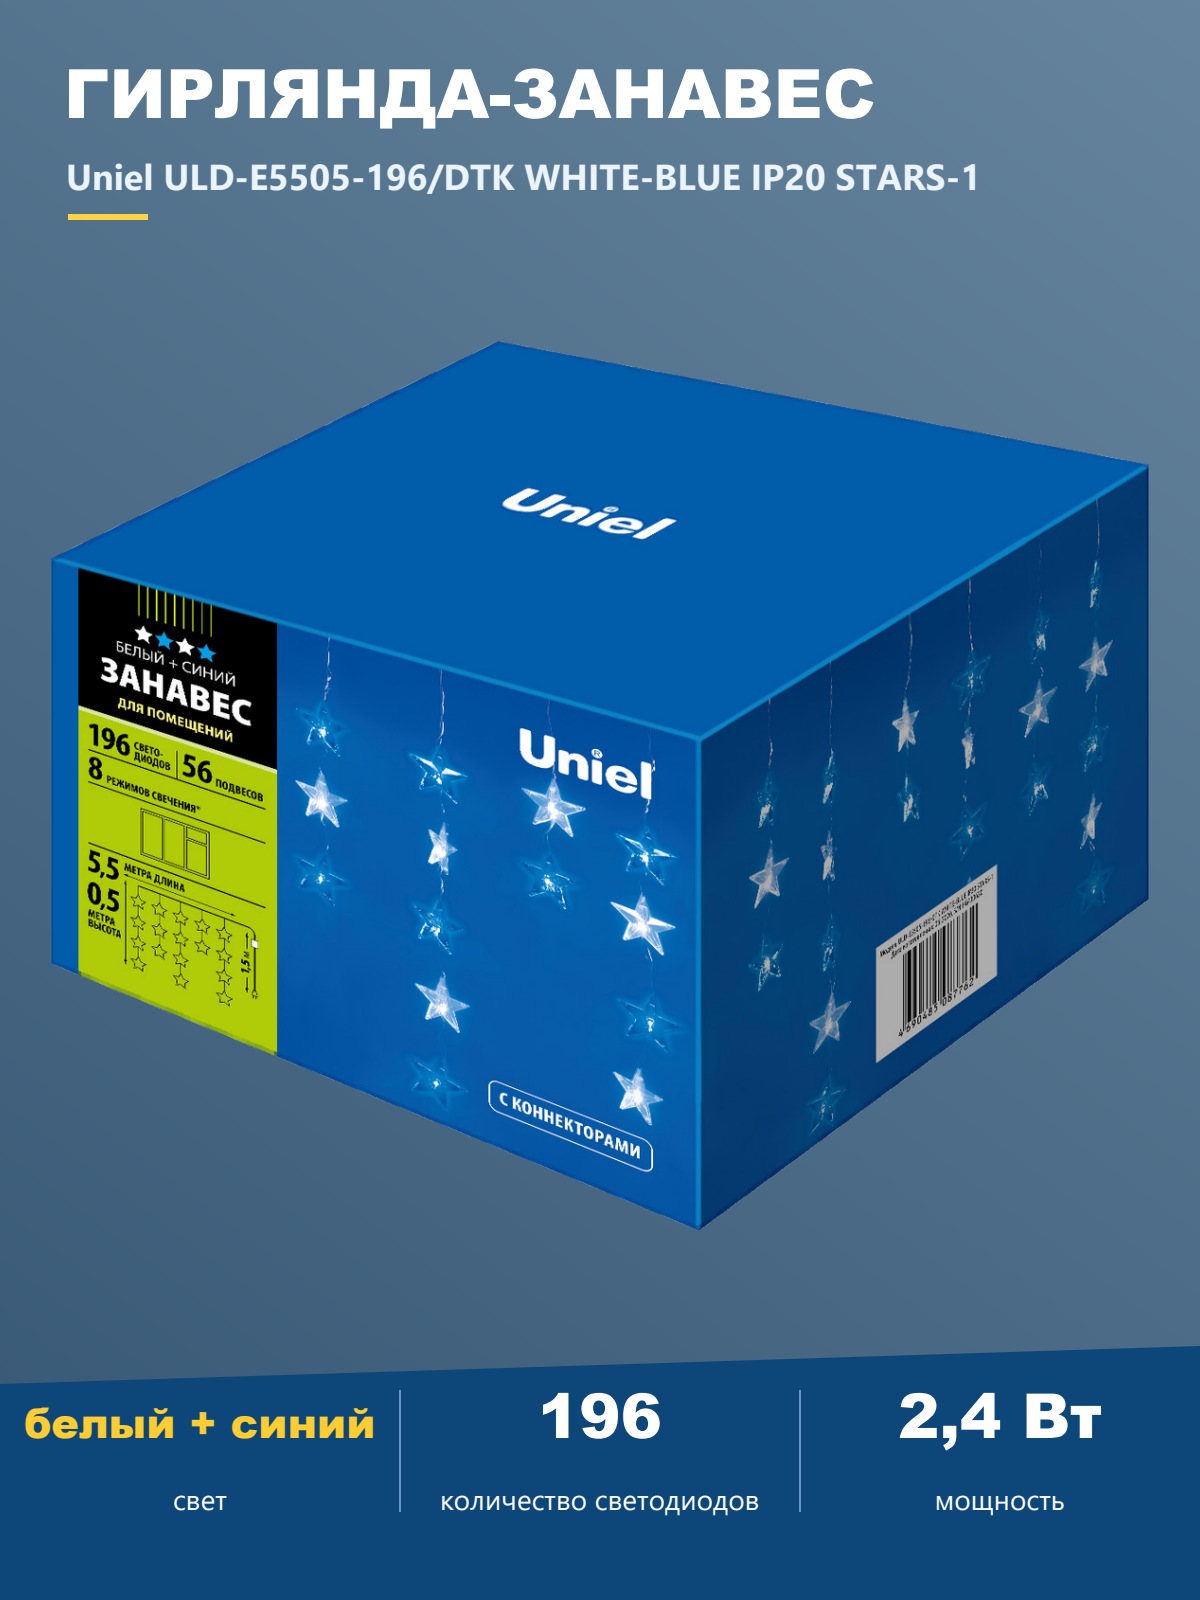 ГИРЛЯНДА-ЗАНАВЕС
Uniel ULD-E5505-196/DTK WHITE-BLUE IP20 STARS-1
Uniel
БЕЛЫЙ + СИНИЙ
ЗАНАВЕС
ДЛЯ ПОМЕЩЕНИЙ
196 СВЕТО-
ДИОДОВ
56 ПОДВЕСОВ
8 РЕЖИМОВ СВЕЧЕНИЯ*
5,5 МЕТРА ДЛИНА
0,5
МЕТРА
ВЫСОТА
1,5 м
Uniel®
С КОННЕКТОРАМИ
4690485087762
белый + синий
свет
196
количество светодиодов
2,4 Вт
мощность